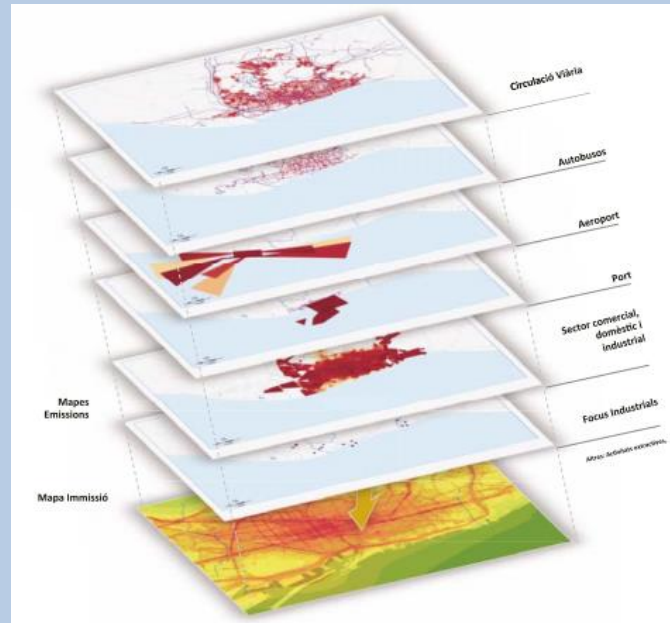 Circulació Viària
Autobusos
Aeroport
Port
Sector comercial,
domèstic i
industrial
Mapes
Emissions
Focus Industrials
Altres: Activitats extractives,
Mapa Immissió